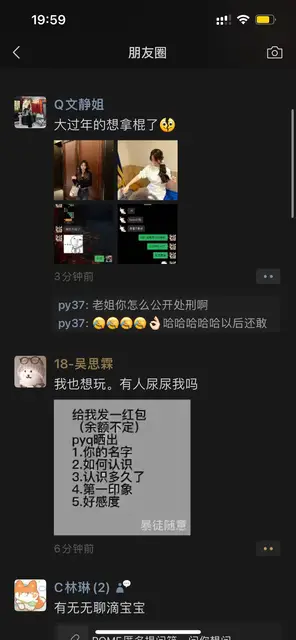 19:59
朋友圈
Q文静姐
大过年的想拿棍了
3分钟前
py37: 老姐你怎么公开处刑啊
py37: 哈哈哈哈哈以后还敢
18-吴思霖
我也想玩。有人尿尿我吗
给我发一红包
（余额不定）
pyq晒出
1.你的名字
2.如何认识
3.认识多久了
4.第一印象
5.好感度
暴徒随意
6分钟前
C林琳(2)
有无无聊滴宝宝